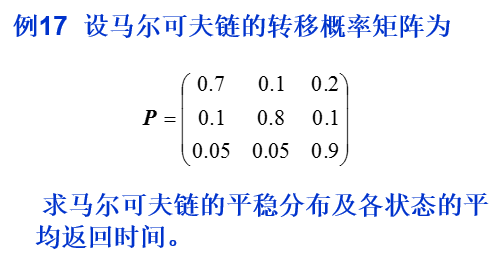 例17 设马尔可夫链的转移概率矩阵为
0.7 0.1 0.2
P = 0.1 0.8 0.1
0.05 0.05 0.9
求马尔可夫链的平稳分布及各状态的平
均返回时间。